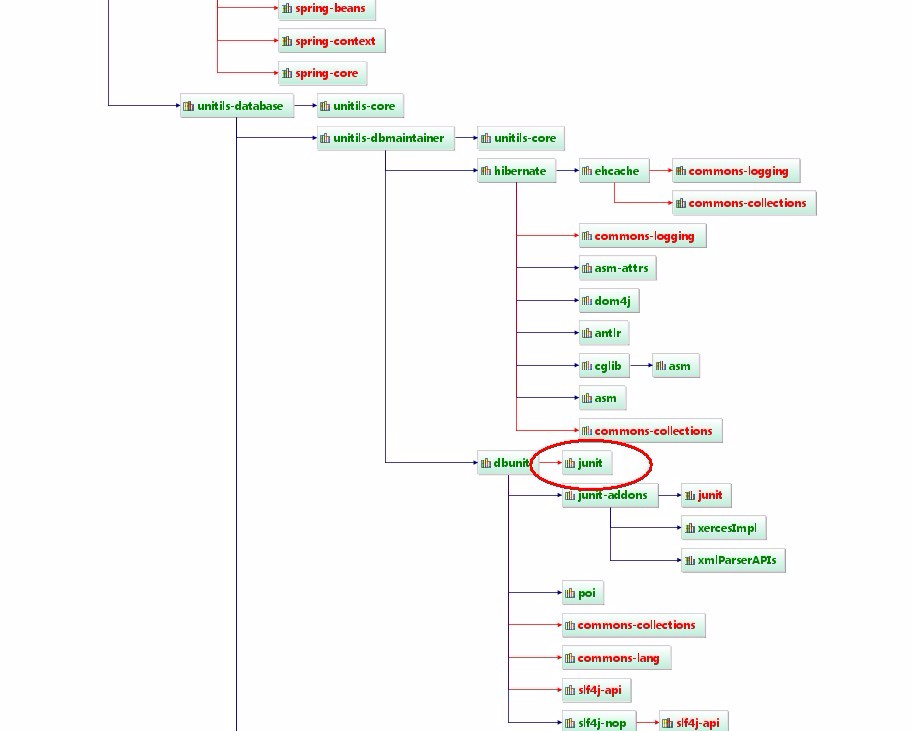 spring-beans
spring-context
spring-core
unitils-database unitils-core
unitils-dbmaintainer unitils-core
hibernate ehcache commons-logging
commons-collections
commons-logging
asm-attrs
dom4j
antlr
cglib asm
asm
commons-collections
dbunit junit
junit-addons junit
xercesImpl
xmlParserAPIs
poi
commons-collections
commons-lang
slf4j-api
slf4j-nop slf4j-api